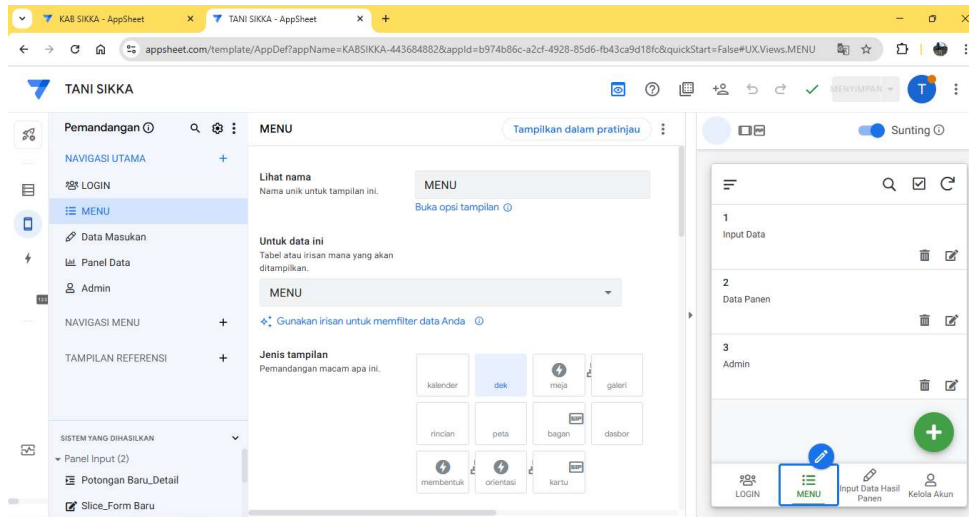 KAB SIKKA - AppSheet
TANI SIKKA - AppSheet
appsheet.com/template/AppDef?appName=KABSIKKA-443684882&appId=b974b86c-a2cf-4928-85d6-fb43ca9d18fc&quickStart=False#UX.Views.MENU
TANI SIKKA
MENYIMPAN
T
Pemandangan
NAVIGASI UTAMA
LOGIN
MENU
Data Masukan
Panel Data
Admin
NAVIGASI MENU
TAMPILAN REFERENSI
SISTEM YANG DIHASILKAN
Panel Input (2)
Potongan Baru_Detail
Slice_Form Baru
123
MENU
Tampilkan dalam pratinjau
Lihat nama
Nama unik untuk tampilan ini.
MENU
Buka opsi tampilan
Untuk data ini
Tabel atau irisan mana yang akan
ditampilkan.
MENU
Gunakan irisan untuk memfilter data Anda
Jenis tampilan
Pemandangan macam apa ini.
kalender
dek
meja
galeri
rincian
peta
bagan
dasbor
membentuk
orientasi
kartu
Sunting
1
Input Data
2
Data Panen
3
Admin
LOGIN
MENU
Input Data Hasil
Panen
Kelola Akun